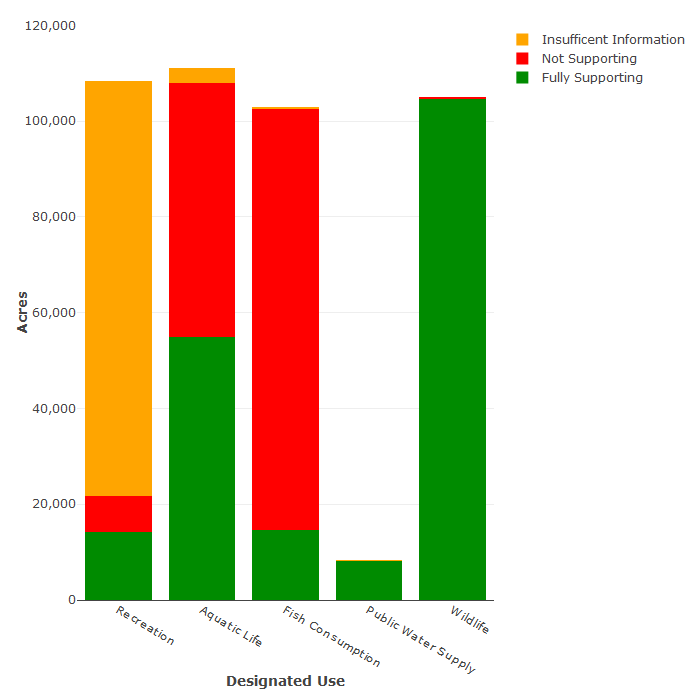 120,000
100,000
80,000
60,000
40,000
20,000
0
Acres
Recreation
Aquatic Life
Fish Consumption
Public Water Supply
Wildlife
Designated Use
Insufficent Information
Not Supporting
Fully Supporting